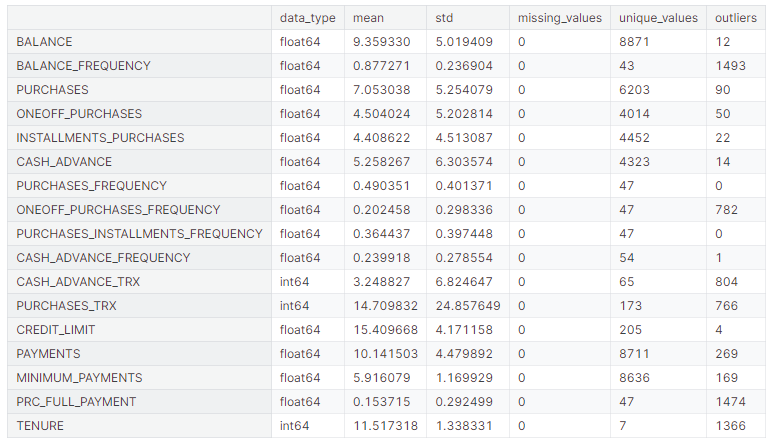 data_type mean std missing_values unique_values outliers
BALANCE float64 9.359330 5.019409 0 8871 12
BALANCE_FREQUENCY float64 0.877271 0.236904 0 43 1493
PURCHASES float64 7.053038 5.254079 0 6203 90
ONEOFF_PURCHASES float64 4.504024 5.202814 0 4014 50
INSTALLMENTS_PURCHASES float64 4.408622 4.513087 0 4452 22
CASH_ADVANCE float64 5.258267 6.303574 0 4323 14
PURCHASES_FREQUENCY float64 0.490351 0.401371 0 47 0
ONEOFF_PURCHASES_FREQUENCY float64 0.202458 0.298336 0 47 782
PURCHASES_INSTALLMENTS_FREQUENCY float64 0.364437 0.397448 0 47 0
CASH_ADVANCE_FREQUENCY float64 0.239918 0.278554 0 54 1
CASH_ADVANCE_TRX int64 3.248827 6.824647 0 65 804
PURCHASES_TRX int64 14.709832 24.857649 0 173 766
CREDIT_LIMIT float64 15.409668 4.171158 0 205 4
PAYMENTS float64 10.141503 4.479892 0 8711 269
MINIMUM_PAYMENTS float64 5.916079 1.169929 0 8636 169
PRC_FULL_PAYMENT float64 0.153715 0.292499 0 47 1474
TENURE int64 11.517318 1.338331 0 7 1366